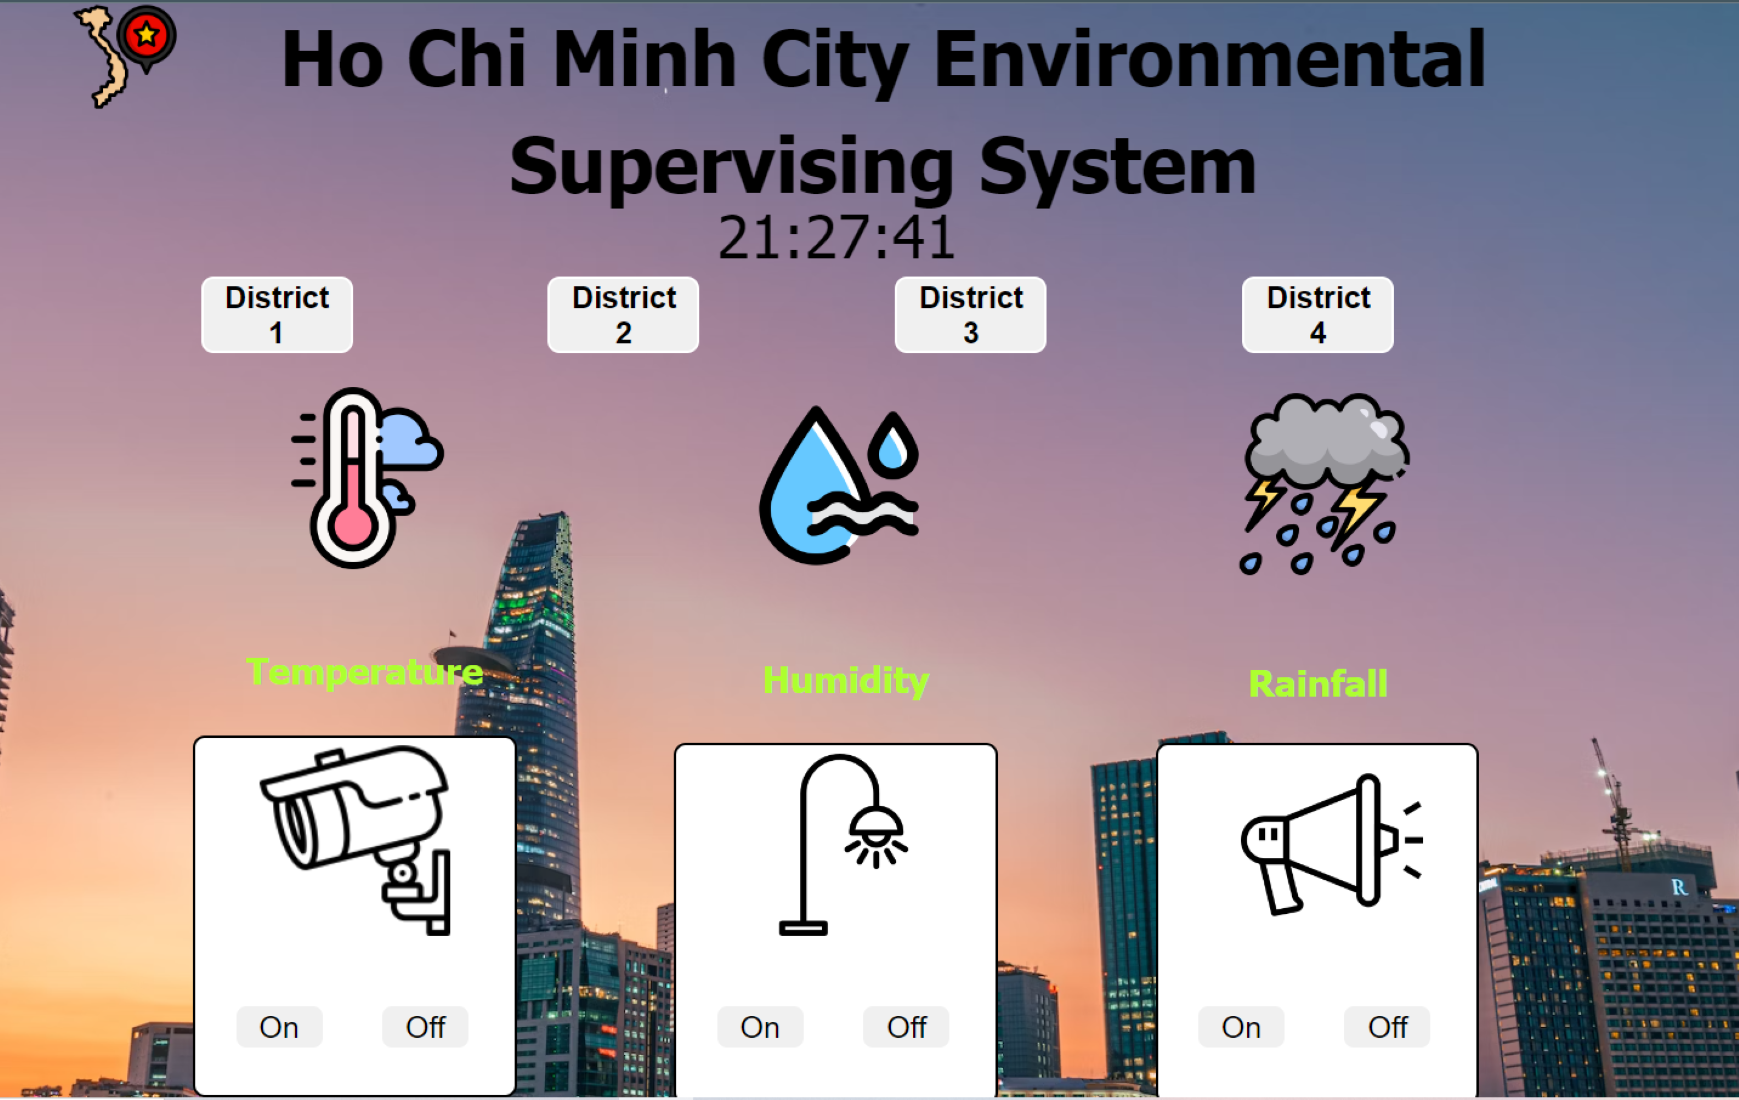 Ho Chi Minh City Environmental
Supervising System
21:27:41
District
1
District
2
District
3
District
4
Temperature
Humidity
Rainfall
On
Off
On
Off
On
Off
R